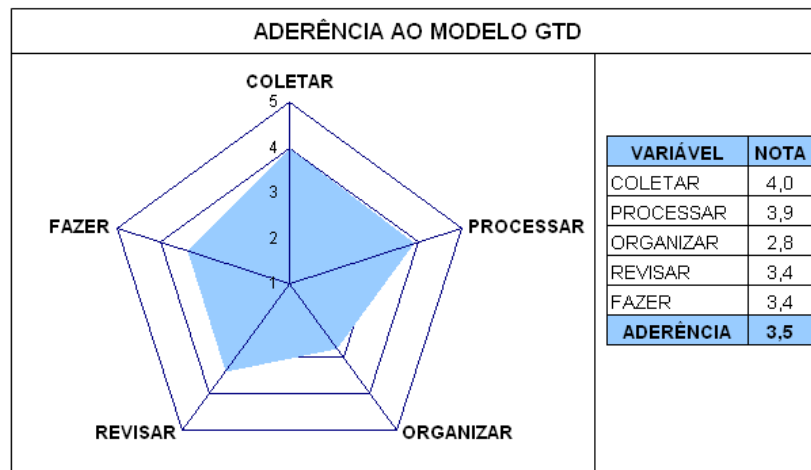 ADERÊNCIA AO MODELO GTD
COLETAR
5
4
3
2
1
FAZER
PROCESSAR
REVISAR
ORGANIZAR
VARIÁVEL NOTA
COLETAR 4,0
PROCESSAR 3,9
ORGANIZAR 2,8
REVISAR 3,4
FAZER 3,4
ADERÊNCIA 3,5